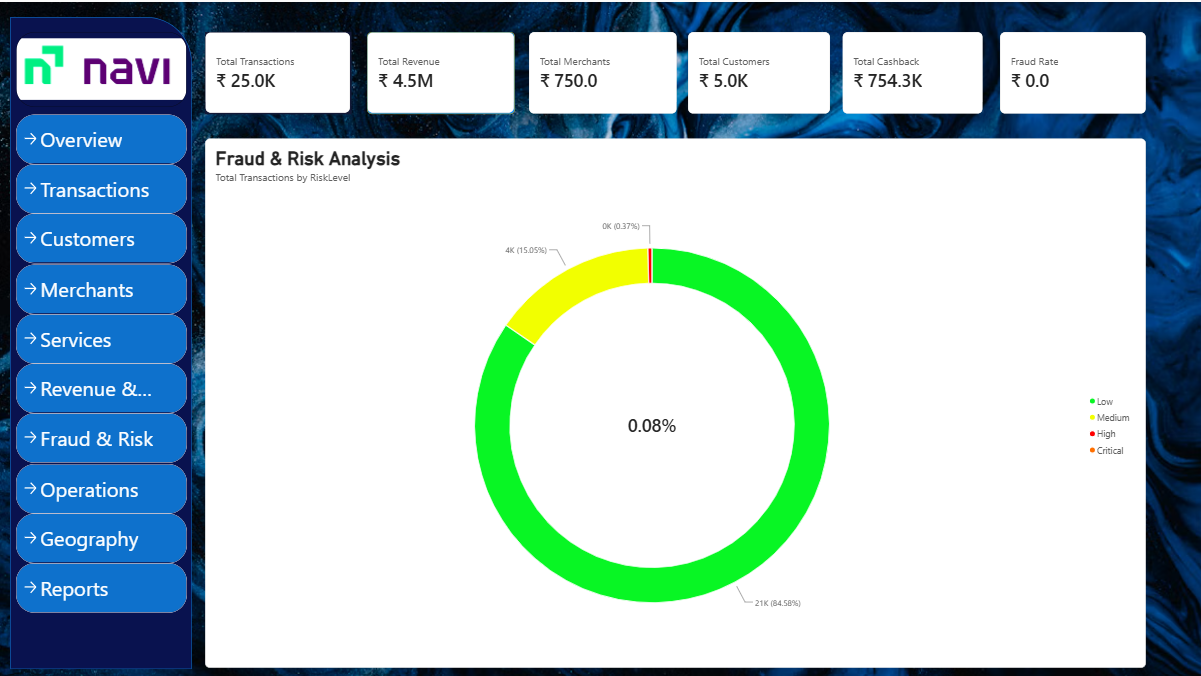 navi
Overview
Transactions
Customers
Merchants
Services
Revenue &...
Fraud & Risk
Operations
Geography
Reports
Total Transactions
₹ 25.0K
Total Revenue
₹ 4.5M
Total Merchants
₹ 750.0
Total Customers
₹ 5.0K
Total Cashback
₹ 754.3K
Fraud Rate
₹ 0.0
Fraud & Risk Analysis
Total Transactions by RiskLevel
0K (0.37%)
4K (15.05%)
0.08%
21K (84.58%)
Low
Medium
High
Critical